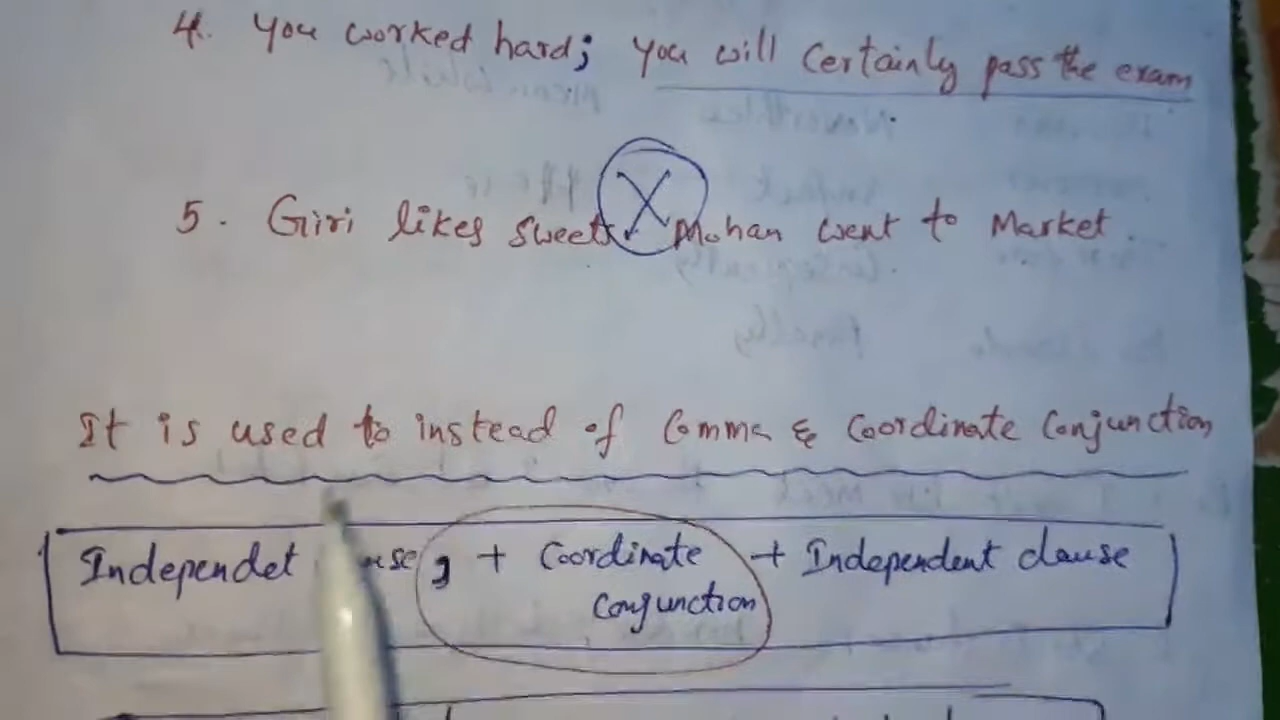 4. You worked hard; you will certainly pass the exam
5. Giri likes sweets. X Mohan went to Market.
It is used to instead of Comma & Coordinate Conjunction
Independet , + Coordinate + Independent clause
Conjunction